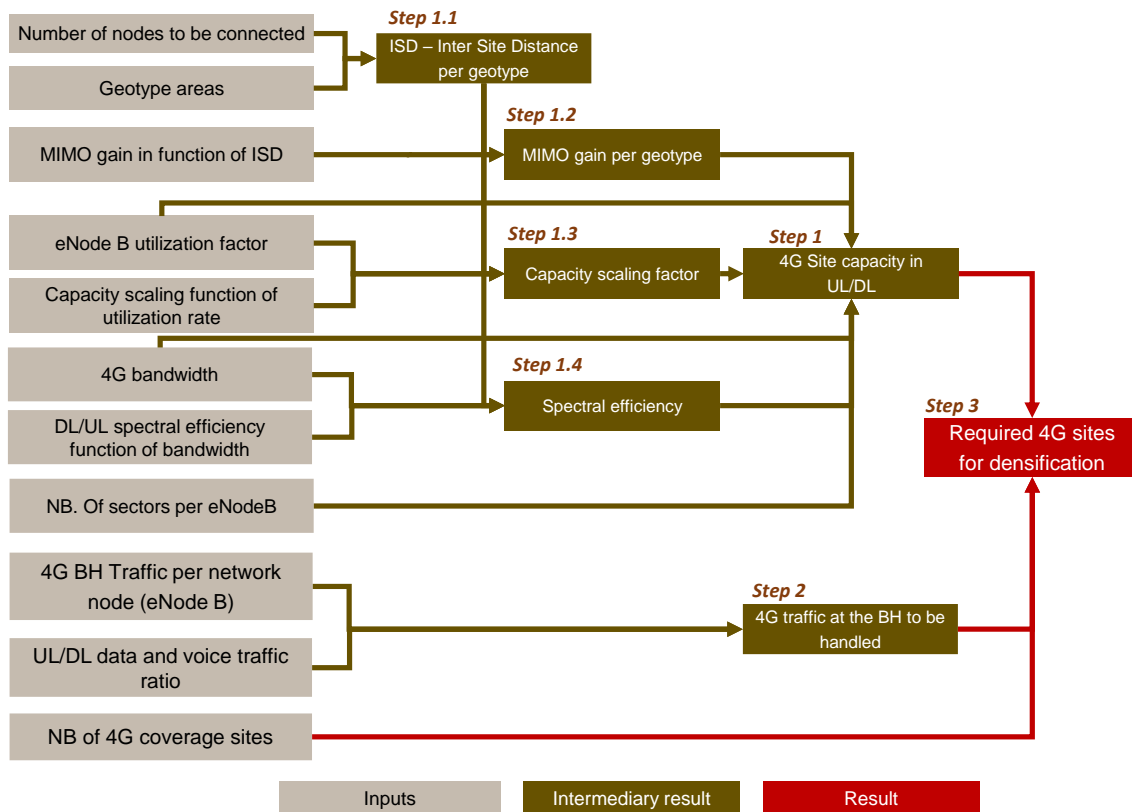 Step 1.1
Number of nodes to be connected
ISD – Inter Site Distance
per geotype
Geotype areas
Step 1.2
MIMO gain in function of ISD
MIMO gain per geotype
eNode B utilization factor
Step 1.3
Step 1
Capacity scaling factor
4G Site capacity in
UL/DL
Capacity scaling function of
utilization rate
4G bandwidth
Step 1.4
Spectral efficiency
DL/UL spectral efficiency
function of bandwidth
Step 3
Required 4G sites
for densification
NB. Of sectors per eNodeB
4G BH Traffic per network
node (eNode B)
Step 2
4G traffic at the BH to be
handled
UL/DL data and voice traffic
ratio
NB of 4G coverage sites
Inputs
Intermediary result
Result